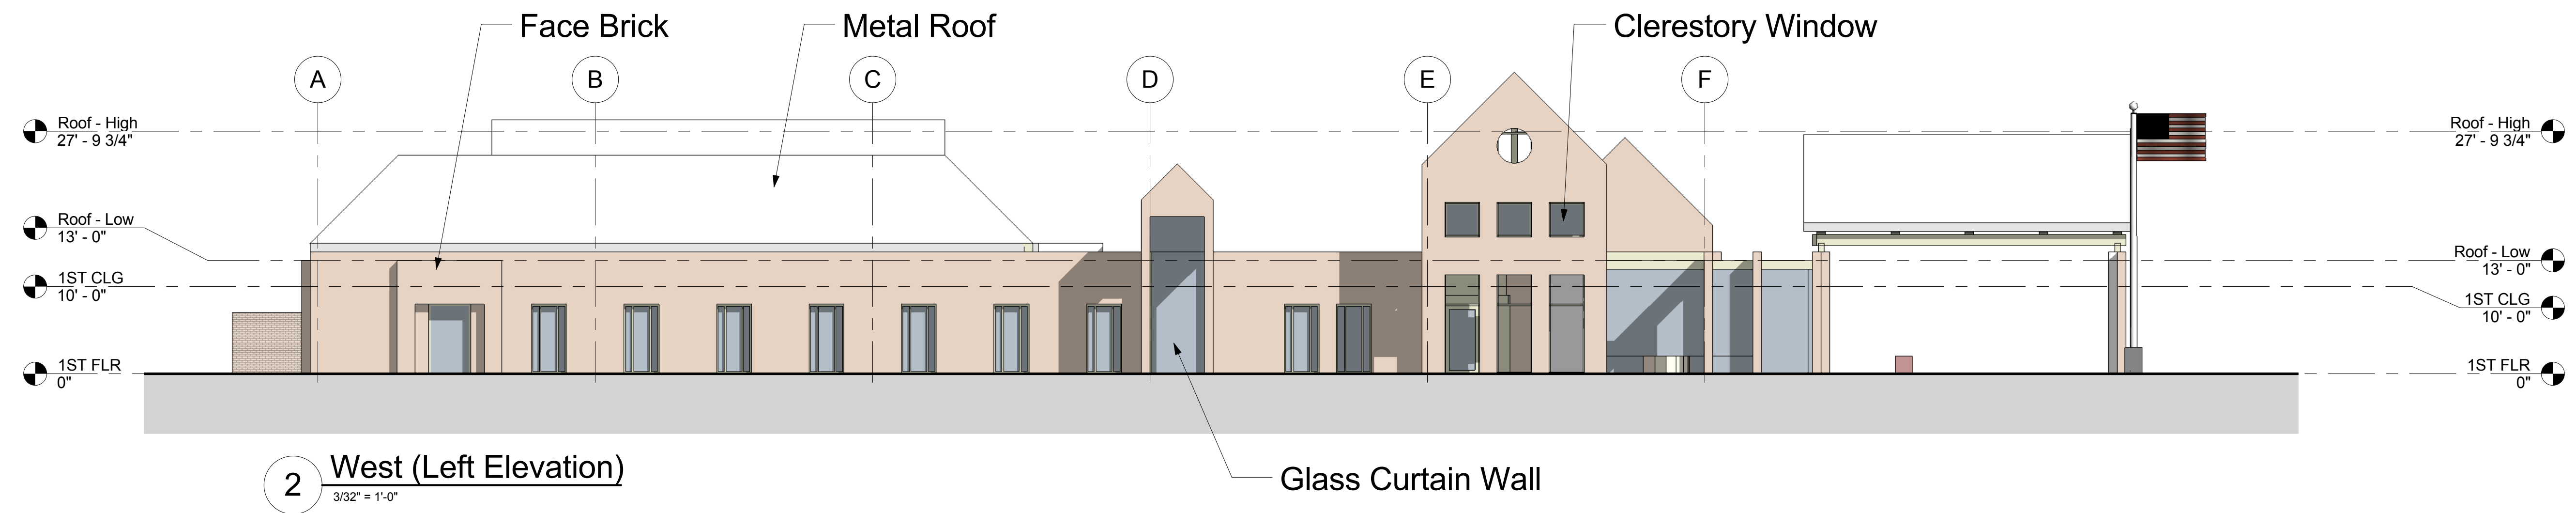 Face Brick
Metal Roof
Clerestory Window
A
B
C
D
E
F
Roof - High
27' - 9 3/4"
Roof - Low
13' - 0"
1ST CLG
10' - 0"
1ST FLR
0"
Roof - High
27' - 9 3/4"
Roof - Low
13' - 0"
1ST CLG
10' - 0"
1ST FLR
0"
Glass Curtain Wall
2
West (Left Elevation)
3/32" = 1'-0"